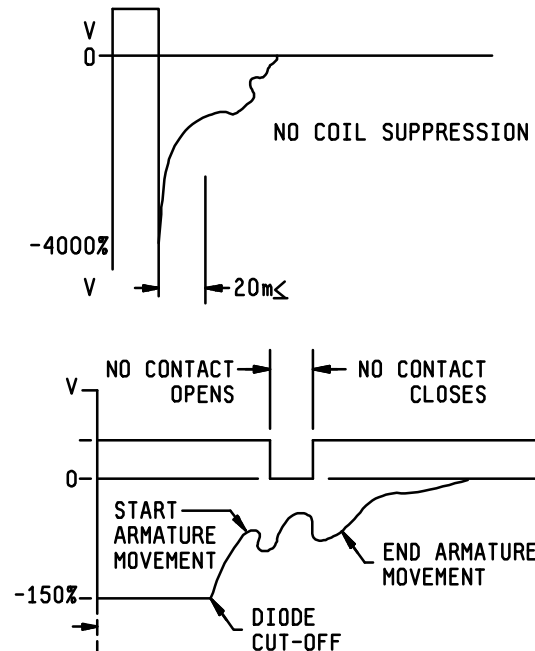 V
0
NO COIL SUPPRESSION
-4000%
V
20m≤
NO CONTACT
OPENS
NO CONTACT
CLOSES
V
0
START
ARMATURE
MOVEMENT
END ARMATURE
MOVEMENT
-150%
DIODE
CUT-OFF